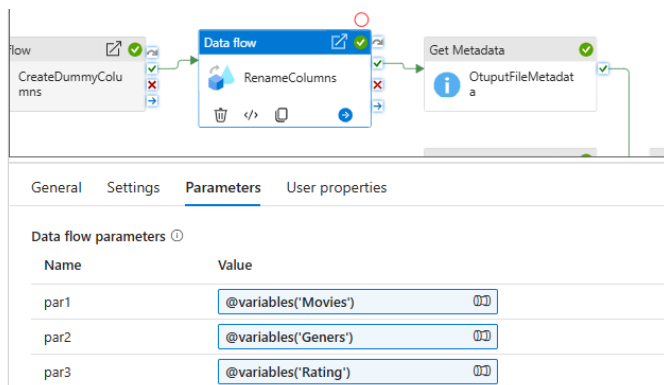 flow
CreateDummyColu
mns
Data flow
RenameColumns
</>
Get Metadata
OtuputFileMetadat
a
General Settings Parameters User properties
Data flow parameters
Name Value
par1 @variables('Movies')
par2 @variables('Geners')
par3 @variables('Rating')